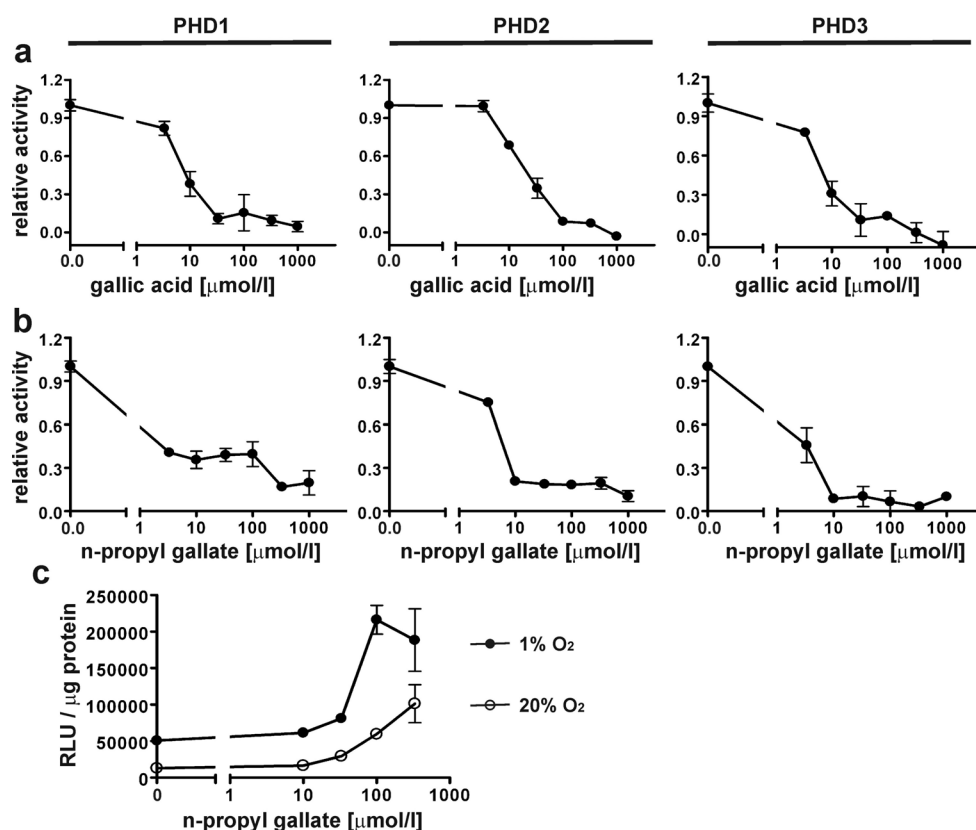 PHD1 PHD2 PHD3
a
relative activity
1.2 1.2 1.2
0.9 0.9 0.9
0.6 0.6 0.6
0.3 0.3 0.3
0.0 0.0 0.0
0.0 1 10 100 1000 0.0 1 10 100 1000 0.0 1 10 100 1000
gallic acid [μmol/l] gallic acid [μmol/l] gallic acid [μmol/l]
b
relative activity
1.2 1.2 1.2
0.9 0.9 0.9
0.6 0.6 0.6
0.3 0.3 0.3
0.0 0.0 0.0
0.0 1 10 100 1000 0.0 1 10 100 1000 0.0 1 10 100 1000
n-propyl gallate [μmol/l] n-propyl gallate [μmol/l] n-propyl gallate [μmol/l]
c
RLU / μg protein
250000
200000
150000
100000
50000
0
0 1 10 100 1000
n-propyl gallate [μmol/l]
1% O₂
20% O₂